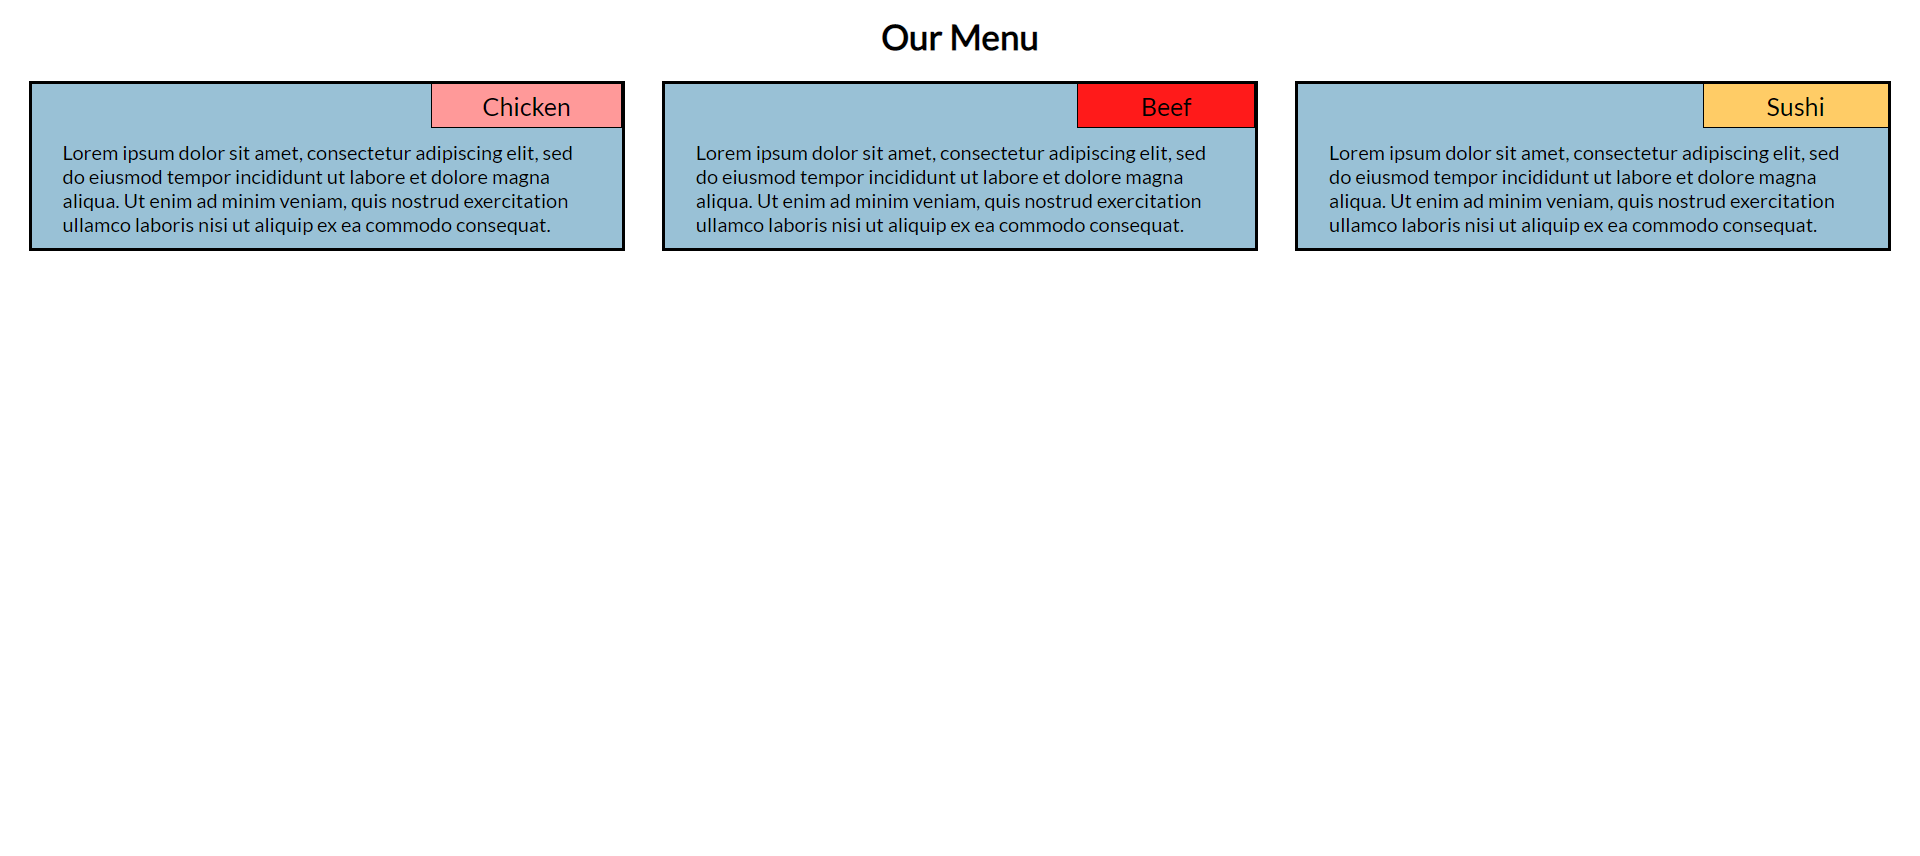 Our Menu
Chicken
Lorem ipsum dolor sit amet, consectetur adipiscing elit, sed
do eiusmod tempor incididunt ut labore et dolore magna
aliqua. Ut enim ad minim veniam, quis nostrud exercitation
ullamco laboris nisi ut aliquip ex ea commodo consequat.
Beef
Lorem ipsum dolor sit amet, consectetur adipiscing elit, sed
do eiusmod tempor incididunt ut labore et dolore magna
aliqua. Ut enim ad minim veniam, quis nostrud exercitation
ullamco laboris nisi ut aliquip ex ea commodo consequat.
Sushi
Lorem ipsum dolor sit amet, consectetur adipiscing elit, sed
do eiusmod tempor incididunt ut labore et dolore magna
aliqua. Ut enim ad minim veniam, quis nostrud exercitation
ullamco laboris nisi ut aliquip ex ea commodo consequat.